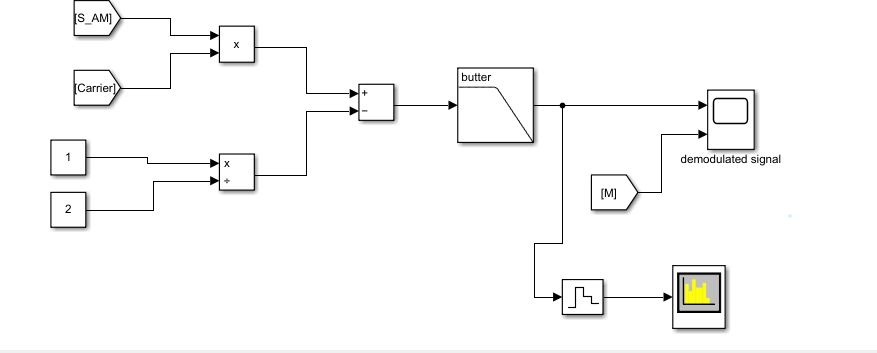 [S_AM]
x
[Carrier]
+
−
butter
1
x
÷
2
[M]
demodulated signal